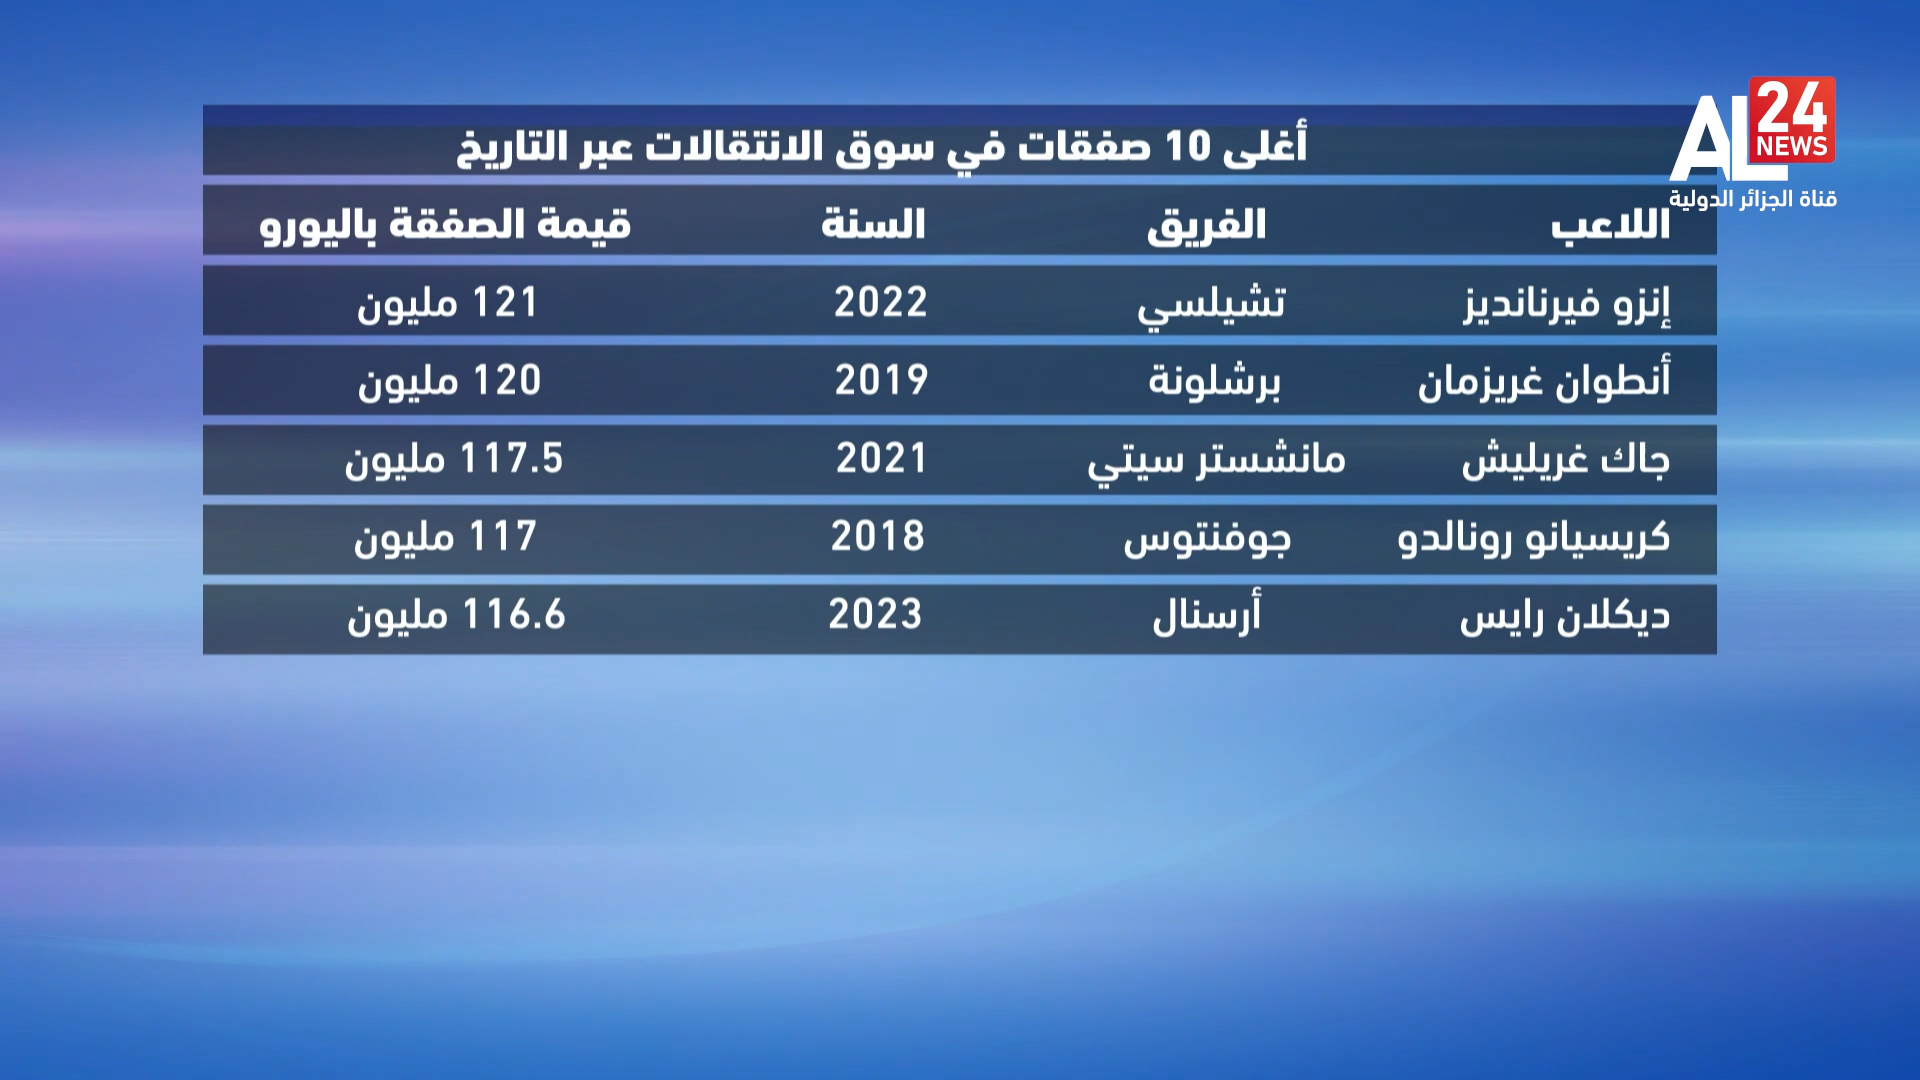 AL
24
NEWS
قناة الجزائر الدولية
أغلى 10 صفقات في سوق الانتقالات عبر التاريخ
اللاعب الفريق السنة قيمة الصفقة باليورو
إنزو فيرنانديز تشيلسي 2022 121 مليون
أنطوان غريزمان برشلونة 2019 120 مليون
جاك غريليش مانشستر سيتي 2021 117.5 مليون
كريسيانو رونالدو جوفنتوس 2018 117 مليون
ديكلان رايس أرسنال 2023 116.6 مليون